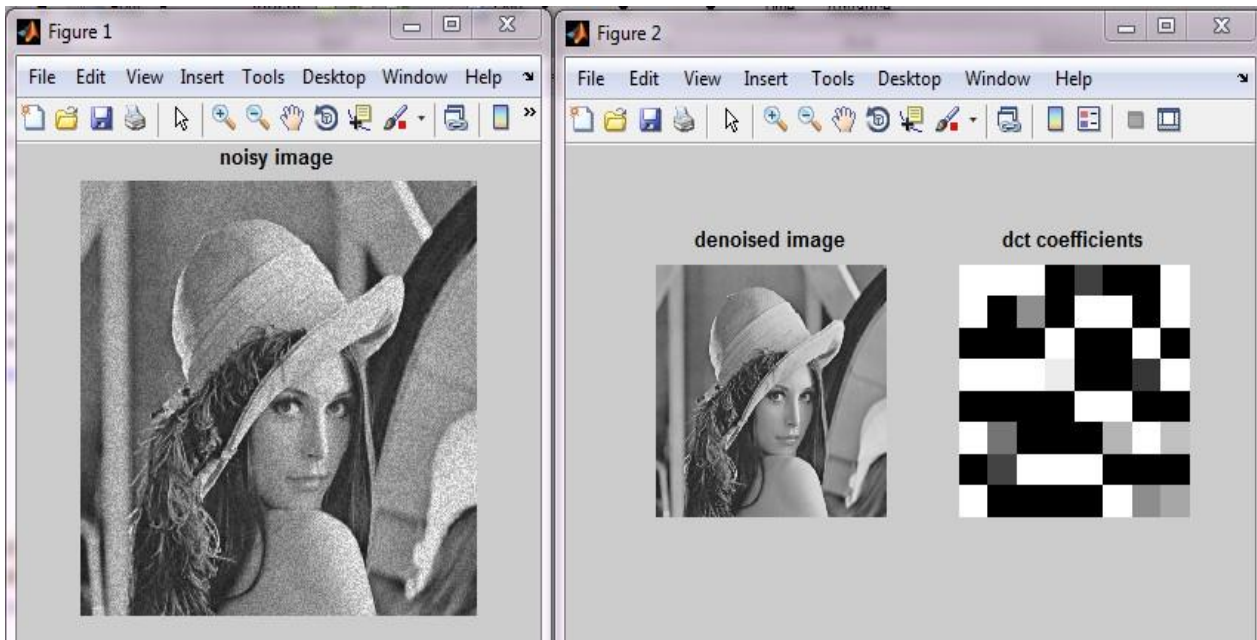 Figure 1
File Edit View Insert Tools Desktop Window Help
noisy image
Figure 2
File Edit View Insert Tools Desktop Window Help
denoised image
dct coefficients